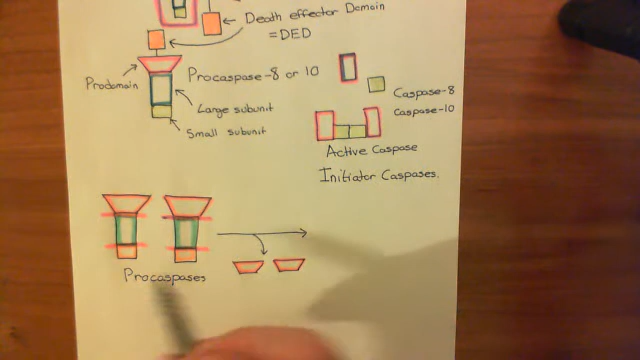 Death effector Domain
= DED
Prodomain
Procaspase-8 or 10
Large subunit
Small subunit
Caspase-8
Caspase-10
Active Caspase
Initiator Caspases.
Procaspases